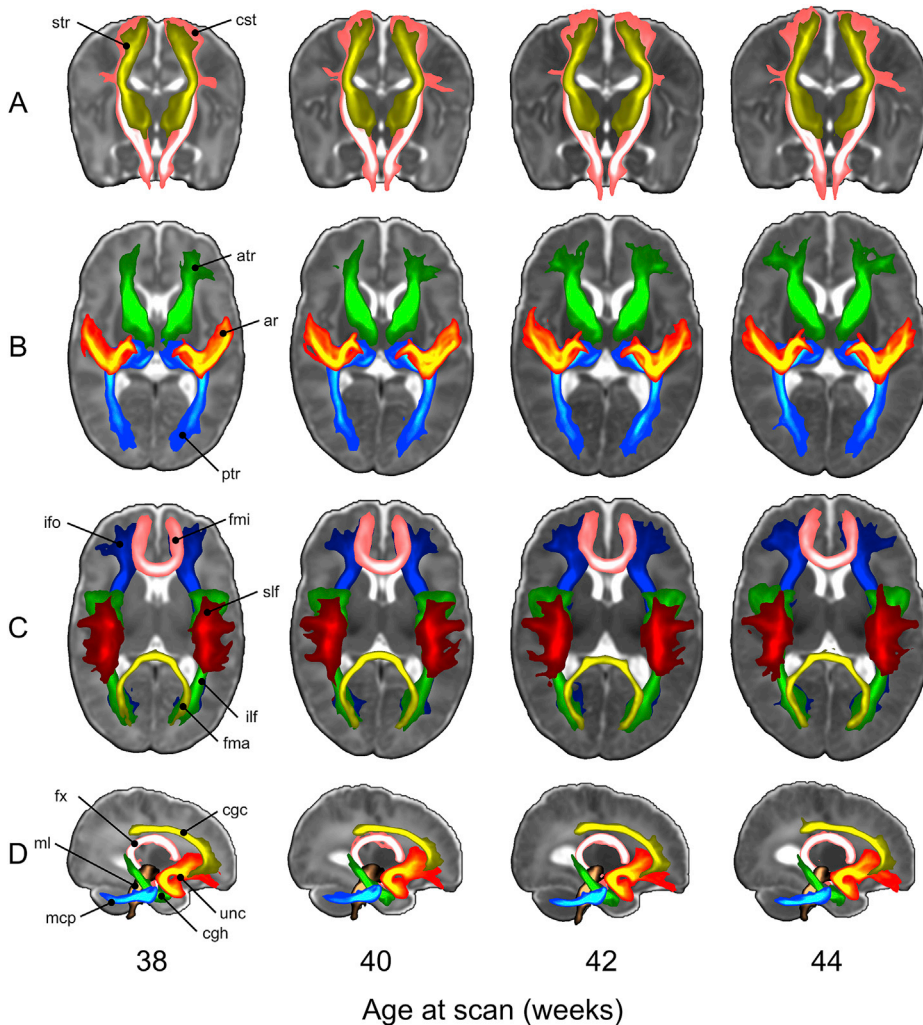 str cst
A
atr
ar
B
ptr
ifo fmi
slf
C
ilf
fma
fx cgc
ml
D
unc
mcp
cgh
38 40 42 44
Age at scan (weeks)